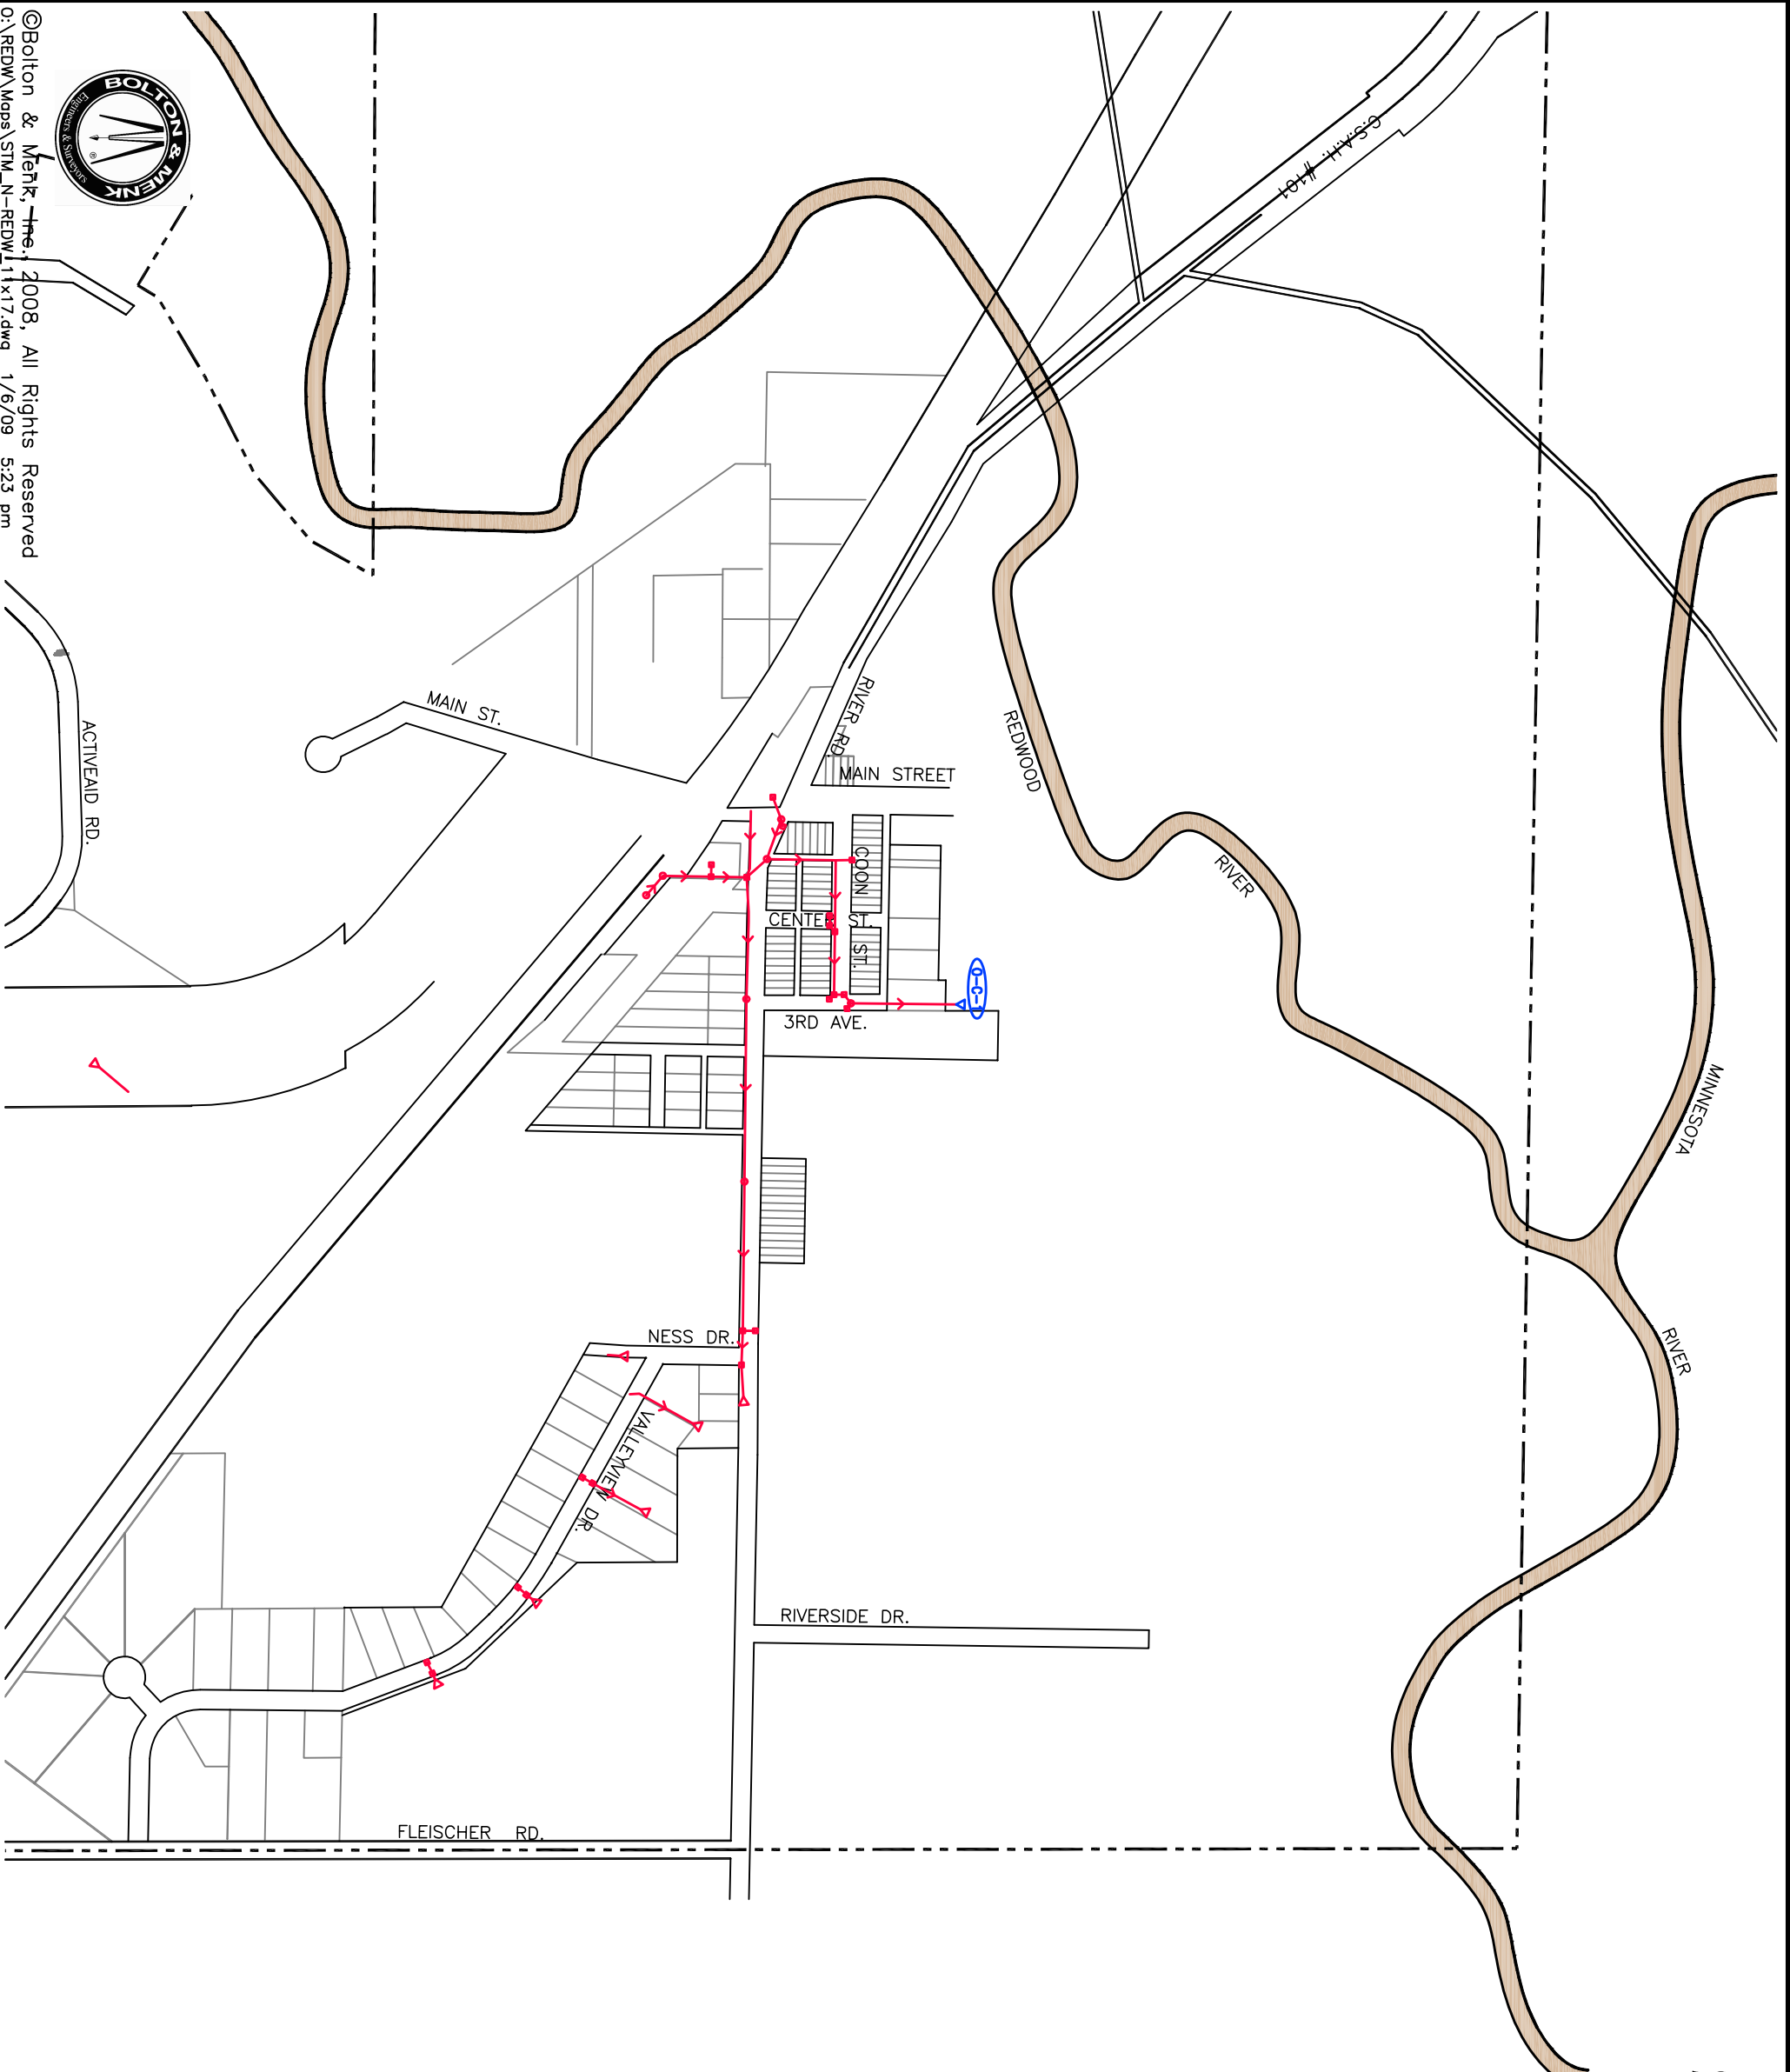 C.S.A.H. #101
MAIN ST.
RIVER RD.
MAIN STREET
REDWOOD
RIVER
ACTIVEAID RD.
COON ST.
CENTER ST.
O-C-1
3RD AVE.
MINNESOTA
RIVER
NESS DR.
VALLEYVIEW DR.
RIVERSIDE DR.
FLEISCHER RD.
BOLTON & MENK
Engineers & Surveyors
®
©Bolton & Menk, Inc. 2008, All Rights Reserved
O:\REDW\Maps\STM_N-REDW_11x17.dwg 1/6/09 5:23 pm